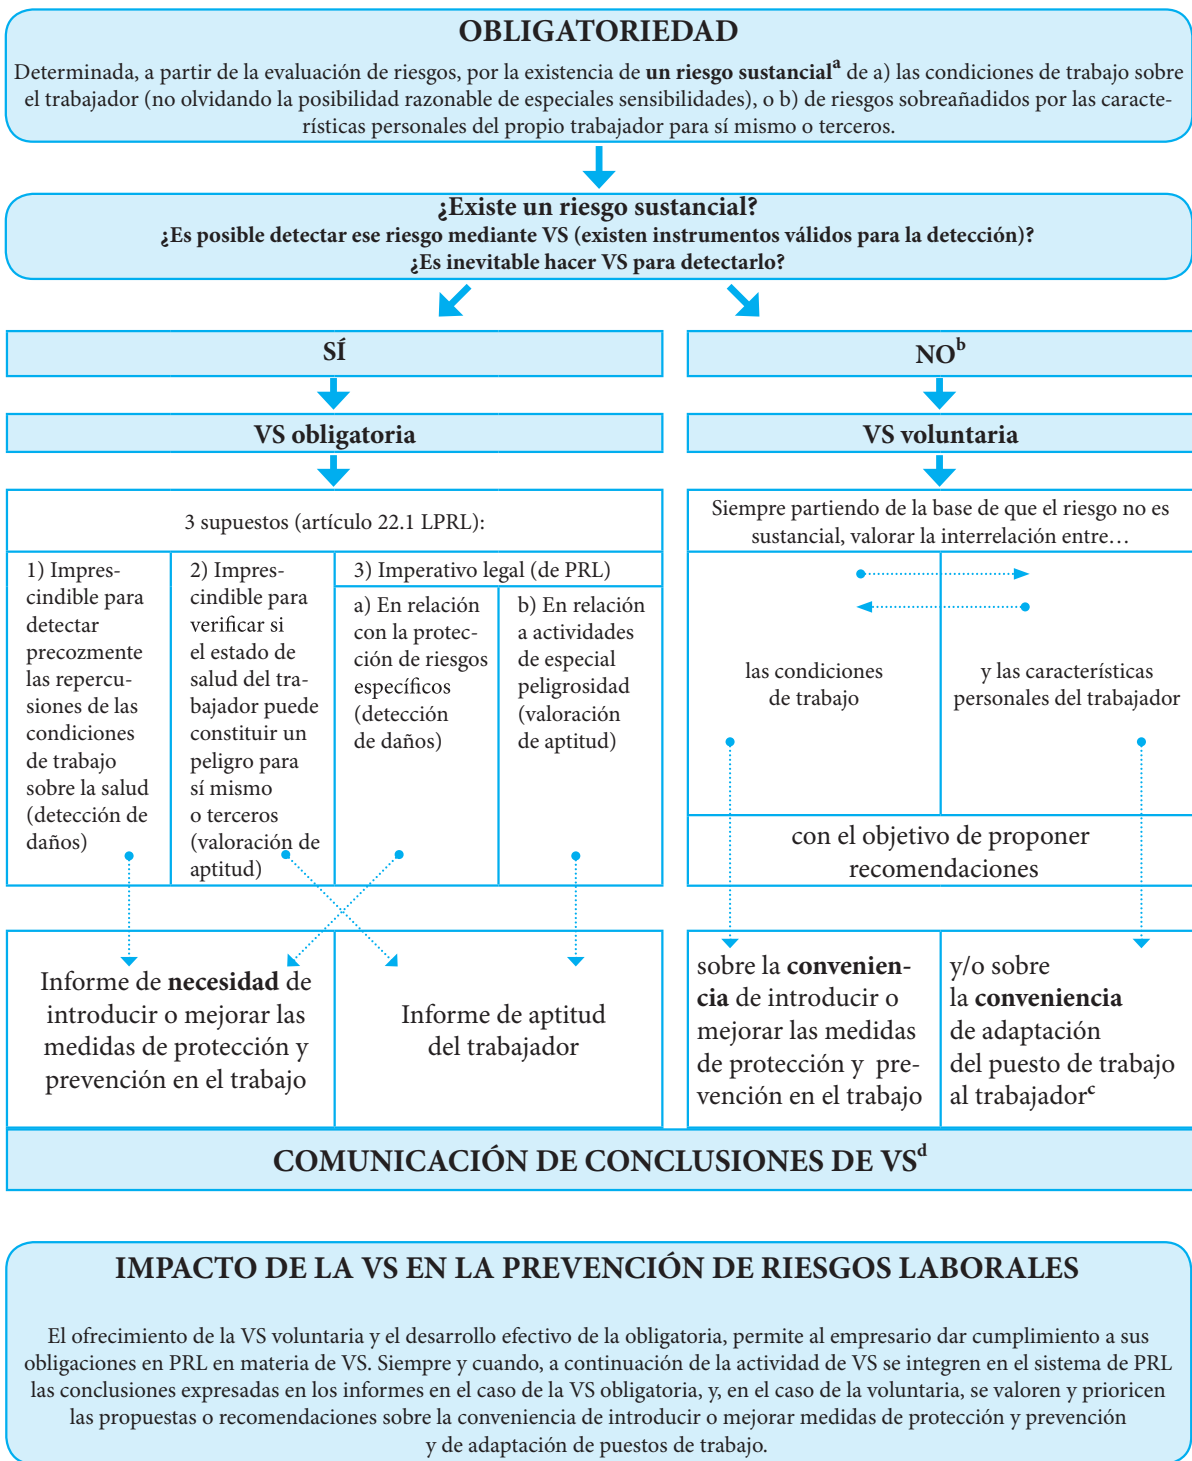 OBLIGATORIEDAD
Determinada, a partir de la evaluación de riesgos, por la existencia de un riesgo sustancialᵃ de a) las condiciones de trabajo sobre
el trabajador (no olvidando la posibilidad razonable de especiales sensibilidades), o b) de riesgos sobreañadidos por las carac­te-
rísticas personales del propio trabajador para sí mismo o terceros.
¿Existe un riesgo sustancial?
¿Es posible detectar ese riesgo mediante VS (existen instrumentos válidos para la detección)?
¿Es inevitable hacer VS para detectarlo?
SÍ
VS obligatoria
3 supuestos (artículo 22.1 LPRL):
1) Impres-
cindible para
detectar
precozmente
las repercu-
siones de las
condiciones
de trabajo
sobre la salud
(detección de
daños)
2) Impres-
cindible para
verificar si
el estado de
salud del tra-
bajador puede
constituir un
peligro para
sí mismo
o terceros
(valoración de
aptitud)
3) Imperativo legal (de PRL)
a) En relación
con la protec-
ción de riesgos
específicos
(detección
de daños)
b) En relación
a actividades
de especial
peligrosidad
(valoración
de aptitud)
Informe de necesidad de
introducir o mejorar las
medidas de protección y
prevención en el trabajo
Informe de aptitud
del trabajador
NOᵇ
VS voluntaria
Siempre partiendo de la base de que el riesgo no es
sustancial, valorar la interrelación entre…
las condiciones
de trabajo
y las características
personales del trabajador
con el objetivo de proponer
recomendaciones
sobre la convenien-
cia de introducir o
mejorar las medidas
de protección y pre-
vención en el trabajo
y/o sobre
la conveniencia
de adaptación
del puesto de trabajo
al trabajadorᶜ
COMUNICACIÓN DE CONCLUSIONES DE VSᵈ
IMPACTO DE LA VS EN LA PREVENCIÓN DE RIESGOS LABORALES
El ofrecimiento de la VS voluntaria y el desarrollo efectivo de la obligatoria, permite al empresario dar cumplimiento a sus
obligaciones en PRL en materia de VS. Siempre y cuando, a continuación de la actividad de VS se integren en el sistema de PRL
las conclusiones expresadas en los informes en el caso de la VS obligatoria, y, en el caso de la voluntaria, se valoren y prioricen
las propuestas o recomendaciones sobre la conveniencia de introducir o mejorar medidas de protección y prevención
y de adaptación de puestos de trabajo.